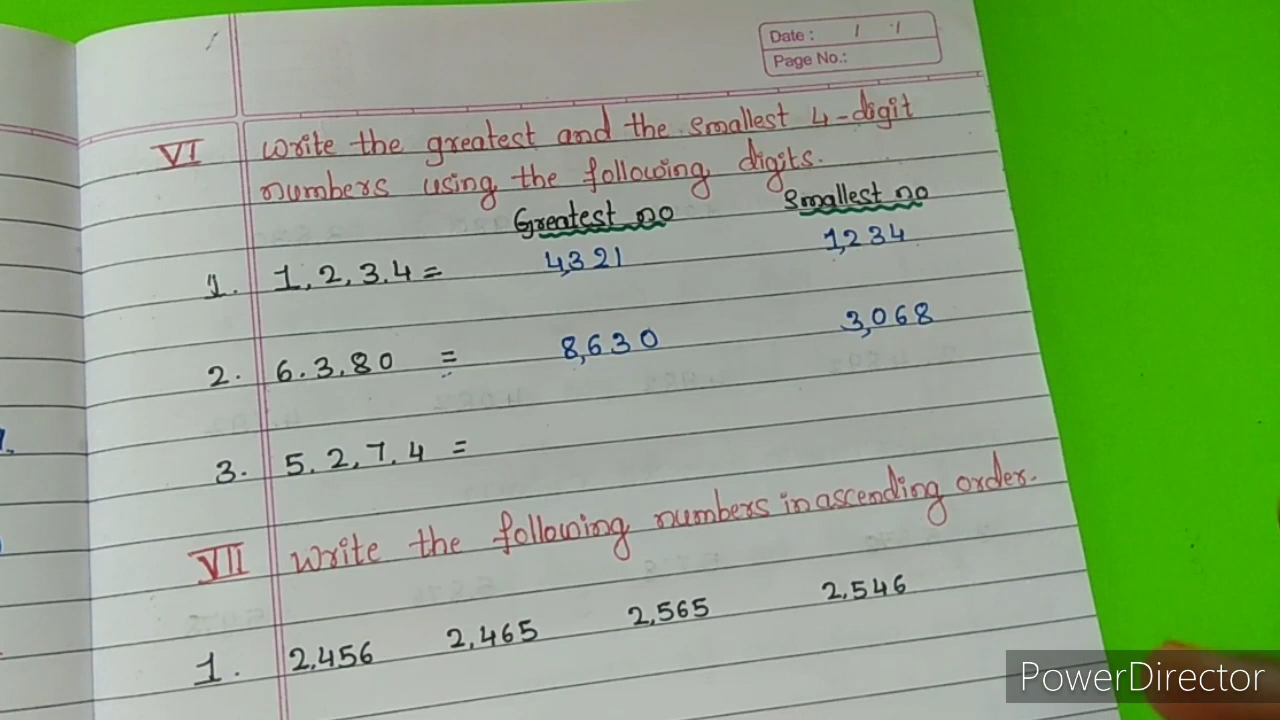 Date : / /
Page No.:
VI Write the greatest and the smallest 4-digit
numbers using the following digits.
Greatest no Smallest no
1. 1, 2, 3. 4 = 4,321 1,234
2. 6. 3. 80 = 8,630 3,068
3. 5. 2, 7. 4 =
VII Write the following numbers in ascending order.
1. 2,456 2,465 2,565 2,546
PowerDirector